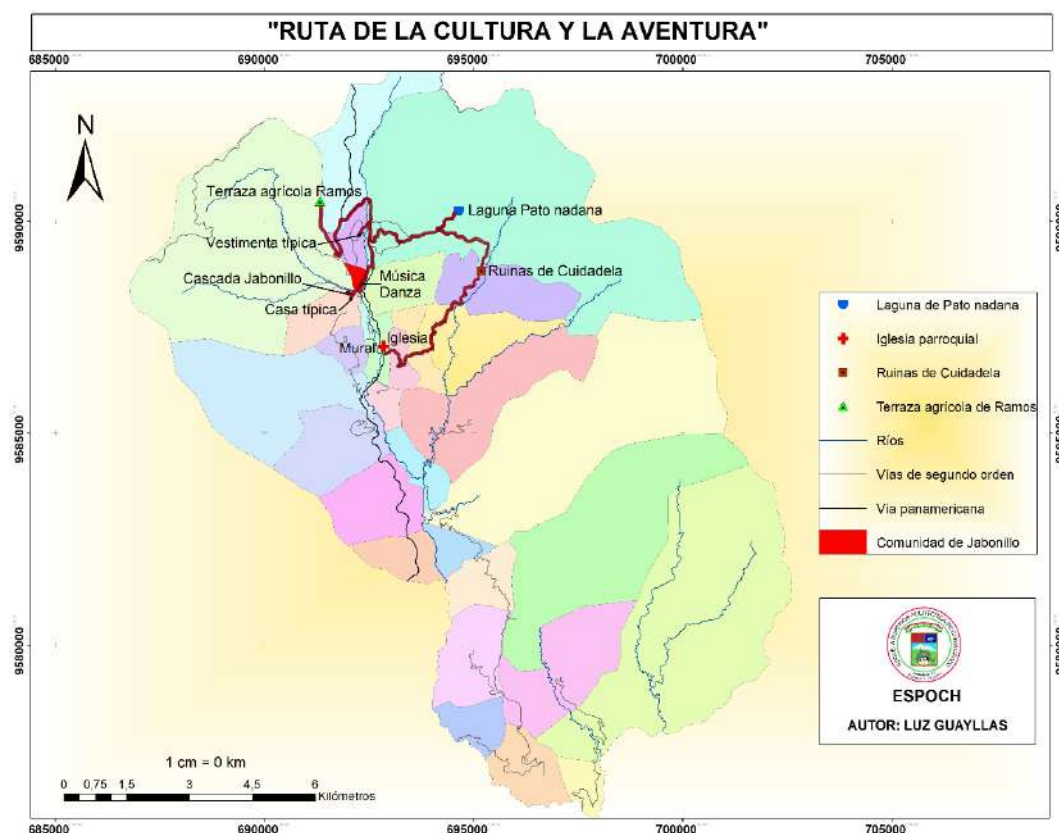 "RUTA DE LA CULTURA Y LA AVENTURA"
685000 690000 695000 700000 705000
N
Terraza agrícola Ramos
Laguna Pato nadana
9590000 9590000
Vestimenta típica
Cascada Jabonillo
Música
Danza
Ruinas de Cuidadela
Casa típica
Mural
Iglesia
Laguna de Pato nadana
Iglesia parroquial
Ruinas de Cuidadela
Terraza agrícola de Ramos
Ríos
Vías de segundo orden
Vía panamericana
Comunidad de Jabonillo
9585000 9585000
9580000 9580000
ESPOCH
AUTOR: LUZ GUAYLLAS
1 cm = 0 km
0 0,75 1,5 3 4,5 6
Kilómetros
685000 690000 695000 700000 705000